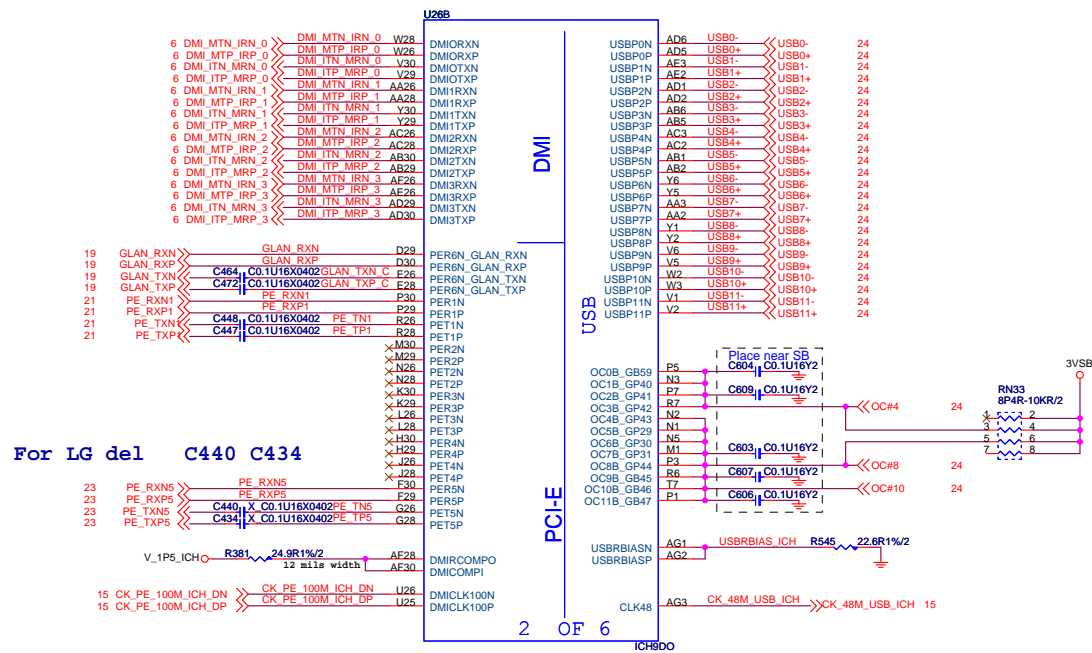 U26B
6 DMI_MTN_IRN_0 DMI_MTN_IRN_0 W28 DMI0RXN
6 DMI_MTP_IRP_0 DMI_MTP_IRP_0 W26 DMI0RXP
6 DMI_ITN_MRN_0 DMI_ITN_MRN_0 V30 DMI0TXN
6 DMI_ITP_MRP_0 DMI_ITP_MRP_0 V29 DMI0TXP
6 DMI_MTN_IRN_1 DMI_MTN_IRN_1 AA26 DMI1RXN
6 DMI_MTP_IRP_1 DMI_MTP_IRP_1 AA28 DMI1RXP
6 DMI_ITN_MRN_1 DMI_ITN_MRN_1 Y30 DMI1TXN
6 DMI_ITP_MRP_1 DMI_ITP_MRP_1 Y29 DMI1TXP
6 DMI_MTN_IRN_2 DMI_MTN_IRN_2 AC26 DMI2RXN
6 DMI_MTP_IRP_2 DMI_MTP_IRP_2 AC28 DMI2RXP
6 DMI_ITN_MRN_2 DMI_ITN_MRN_2 AB30 DMI2TXN
6 DMI_ITP_MRP_2 DMI_ITP_MRP_2 AB29 DMI2TXP
6 DMI_MTN_IRN_3 DMI_MTN_IRN_3 AF26 DMI3RXN
6 DMI_MTP_IRP_3 DMI_MTP_IRP_3 AE26 DMI3RXP
6 DMI_ITN_MRN_3 DMI_ITN_MRN_3 AD29 DMI3TXN
6 DMI_ITP_MRP_3 DMI_ITP_MRP_3 AD30 DMI3TXP
19 GLAN_RXN GLAN_RXN D29 PER6N_GLAN_RXN
19 GLAN_RXP GLAN_RXP D30 PER6N_GLAN_RXP
19 GLAN_TXN C464 C0.1U16X0402 GLAN_TXN_C E26 PER6N_GLAN_TXN
19 GLAN_TXP C472 C0.1U16X0402 GLAN_TXP_C E28 PER6N_GLAN_TXP
21 PE_RXN1 PE_RXN1 P30 PER1N
21 PE_RXP1 PE_RXP1 P29 PER1P
21 PE_TXN1 C448 C0.1U16X0402 PE_TN1 R26 PET1N
21 PE_TXP1 C447 C0.1U16X0402 PE_TP1 R28 PET1P
M30 PER2N
M29 PER2P
N26 PET2N
N28 PET2P
K30 PER3N
K29 PER3P
L26 PET3N
L28 PET3P
H30 PER4N
H29 PER4P
J26 PET4N
J28 PET4P
For LG del C440 C434
23 PE_RXN5 PE_RXN5 F30 PER5N
23 PE_RXP5 PE_RXP5 F29 PER5P
23 PE_TXN5 C440 X_C0.1U16X0402 PE_TN5 G26 PET5N
23 PE_TXP5 C434 X_C0.1U16X0402 PE_TP5 G28 PET5P
V_1P5_ICH R381 24.9R1%/2 AF28 DMIRCOMPO
12 mils width AF30 DMICOMPI
15 CK_PE_100M_ICH_DN CK_PE_100M_ICH_DN U26 DMICLK100N
15 CK_PE_100M_ICH_DP CK_PE_100M_ICH_DP U25 DMICLK100P
DMI
PCI-E
USB
2 OF 6
ICH9DO
USBP0N AD6 USB0- USB0- 24
USBP0P AD5 USB0+ USB0+ 24
USBP1N AE3 USB1- USB1- 24
USBP1P AE2 USB1+ USB1+ 24
USBP2N AD1 USB2- USB2- 24
USBP2P AD2 USB2+ USB2+ 24
USBP3N AB6 USB3- USB3- 24
USBP3P AB5 USB3+ USB3+ 24
USBP4N AC3 USB4- USB4- 24
USBP4P AC2 USB4+ USB4+ 24
USBP5N AB1 USB5- USB5- 24
USBP5P AB2 USB5+ USB5+ 24
USBP6N Y6 USB6- USB6- 24
USBP6P Y5 USB6+ USB6+ 24
USBP7N AA3 USB7- USB7- 24
USBP7P AA2 USB7+ USB7+ 24
USBP8N Y1 USB8- USB8- 24
USBP8P Y2 USB8+ USB8+ 24
USBP9N V6 USB9- USB9- 24
USBP9P V5 USB9+ USB9+ 24
USBP10N W2 USB10- USB10- 24
USBP10P W3 USB10+ USB10+ 24
USBP11N V1 USB11- USB11- 24
USBP11P V2 USB11+ USB11+ 24
Place near SB
3VSB
OC0B_GB59 P5 C604 C0.1U16Y2
OC1B_GP40 N3
OC2B_GP41 P7 C609 C0.1U16Y2
OC3B_GP42 R7 OC#4 24
OC4B_GP43 N2
OC5B_GP29 N1
OC6B_GP30 N5
OC7B_GP31 M1 C603 C0.1U16Y2
OC8B_GP44 P3 OC#8 24
OC9B_GB45 R6 C607 C0.1U16Y2
OC10B_GB46 T7 OC#10 24
OC11B_GB47 P1 C606 C0.1U16Y2
RN33
8P4R-10KR/2
1 2
3 4
5 6
7 8
USBRBIASN AG1 USBRBIAS_ICH R545 22.6R1%/2
USBRBIASP AG2
CLK48 AG3 CK_48M_USB_ICH CK_48M_USB_ICH 15